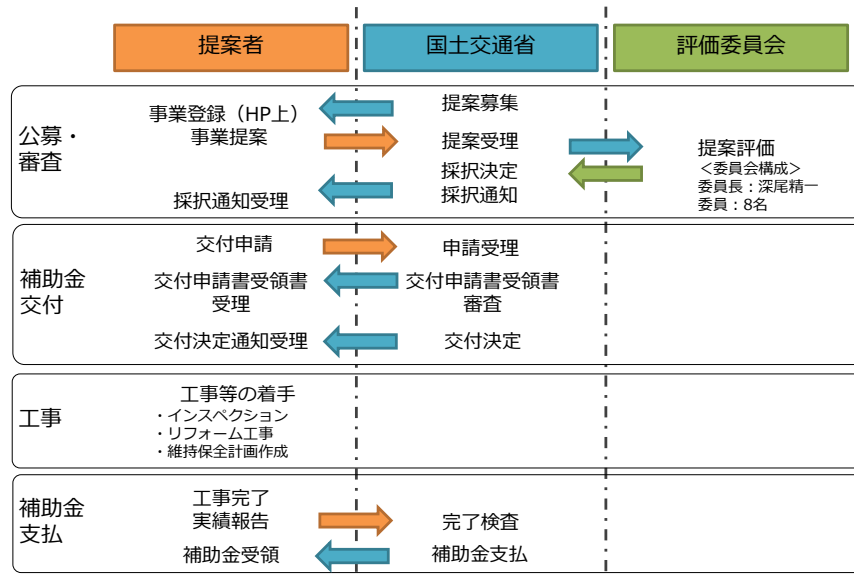 提案者
国土交通省
評価委員会
公募・
審査
事業登録（HP上）
事業提案
採択通知受理
提案募集
提案受理
採択決定
採択通知
提案評価
＜委員会構成＞
委員長：深尾精一
委員：8名
補助金
交付
交付申請
申請受理
交付申請書受領書
受理
交付申請書受領書
審査
交付決定通知受理
交付決定
工事
工事等の着手
・インスペクション
・リフォーム工事
・維持保全計画作成
補助金
支払
工事完了
実績報告
完了検査
補助金受領
補助金支払